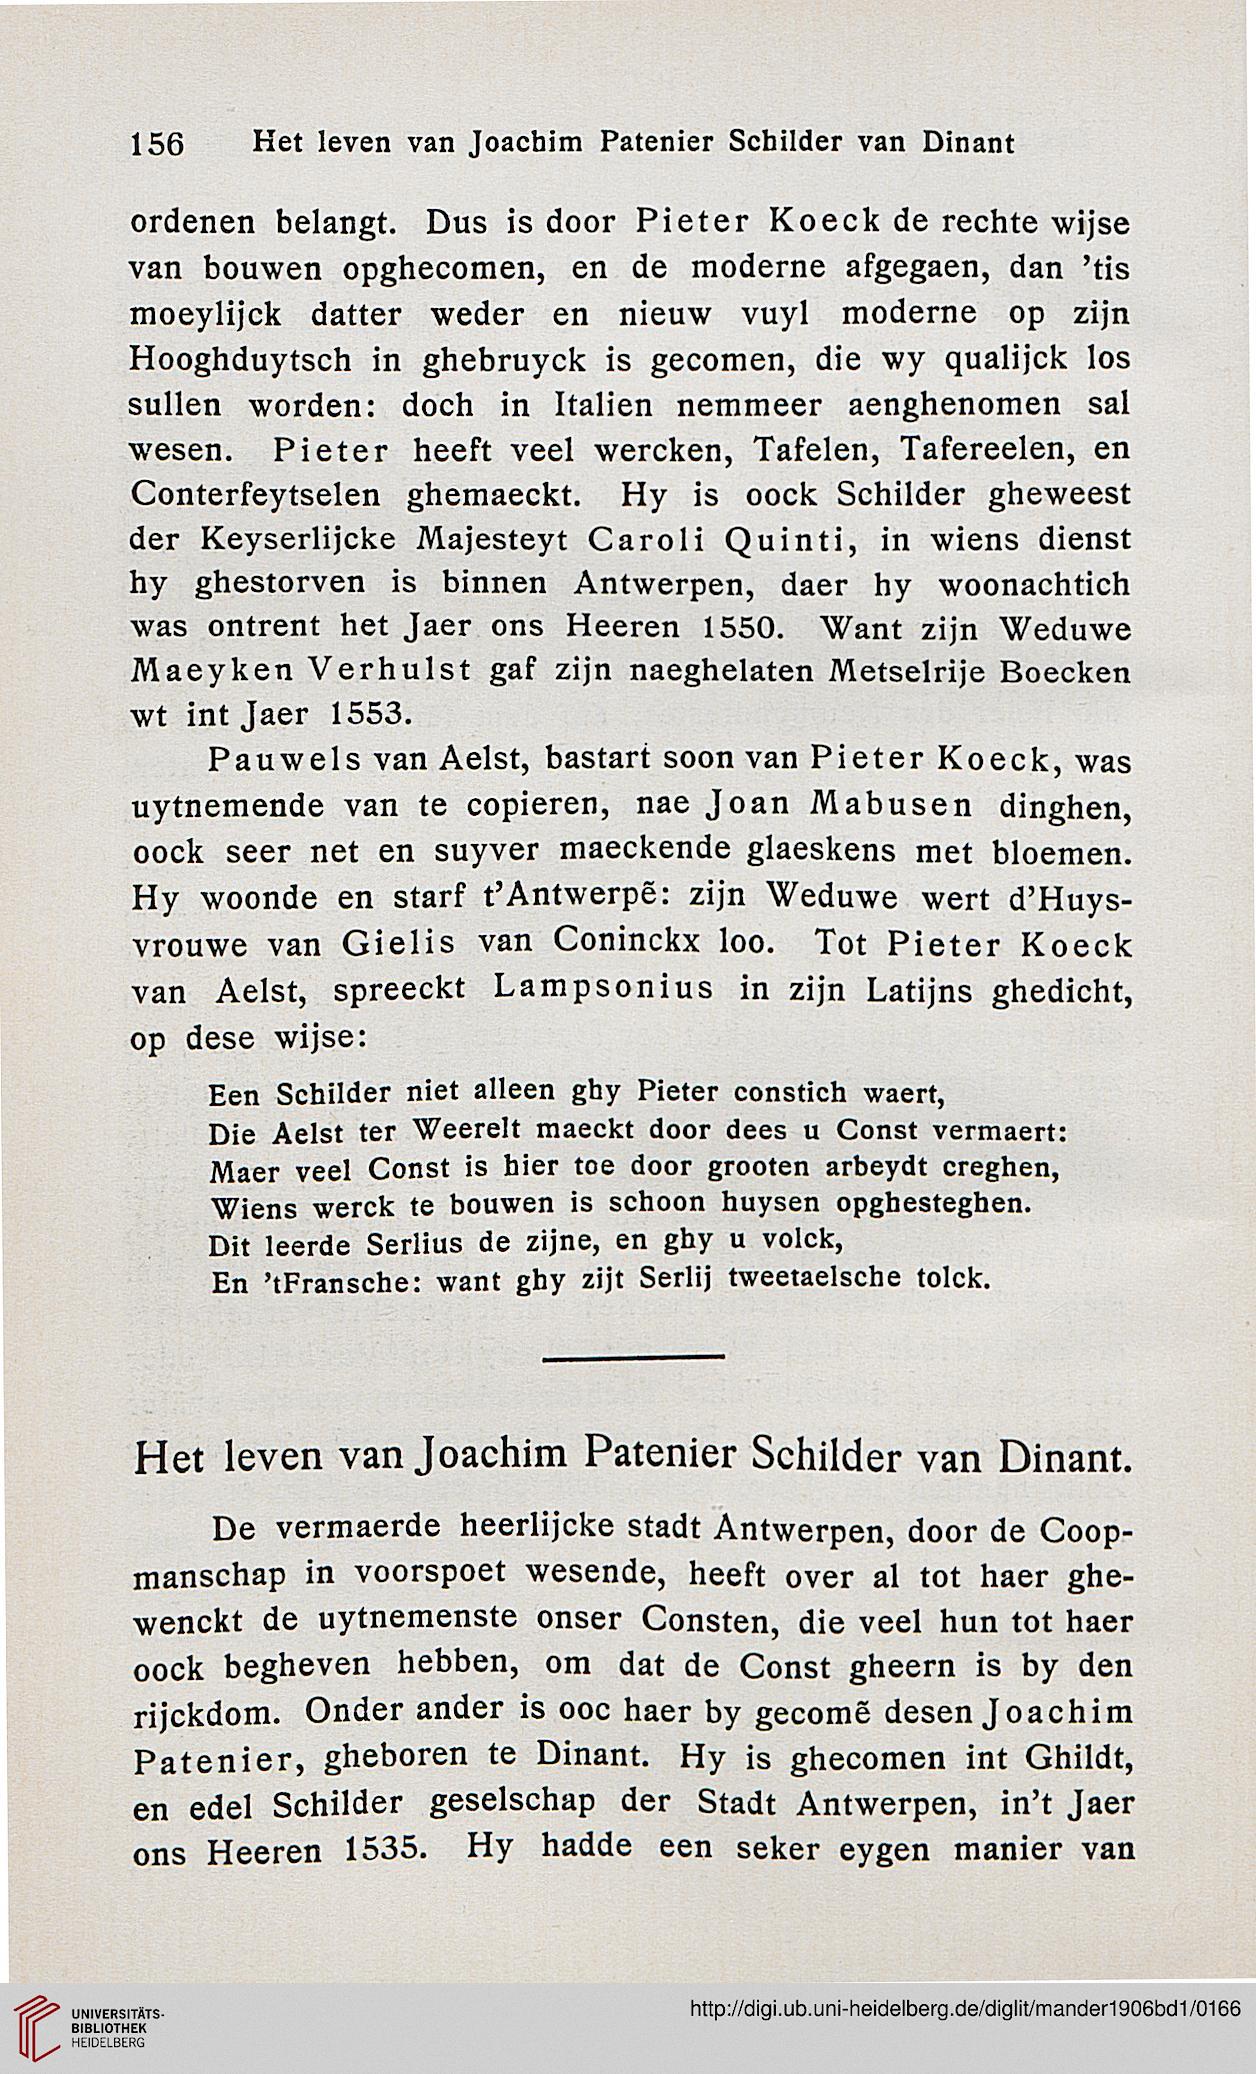 156 Het leven van Joachim Patenier Schilder van Dinant
ordenen belangt. Dus is door Pieter Koeck de rechte wijse
van bouwen opghecomen, en de moderne afgegaen, dan 'tis
moeylijck datter weder en nieuw vuyl moderne op zijn
Hooghduytsch in ghebruyck is gecomen, die wy qualijck los
sullen worden: doch in Italien nemmeer aenghenomen sal
wesen. Pieter heeft veel wercken, Tafelen, Tafereelen, en
Conterfeytselen ghemaeckt. Hy is oock Schilder gheweest
der Keyserlijcke Majesteyt Caroli Quinti, in wiens dienst
hy ghestorven is binnen Antwerpen, daer hy woonachtich
was ontrent het Jaer ons Heeren 1550. Want zijn Weduwe
Maeyken Verhulst gaf zijn naeghelaten Metselrije Boecken
wt int Jaer 1553.
Pauwels van Aelst, bastart soon van Pieter Koeck, was
uytnemende van te copieren, nae Joan Mabusen dinghen,
oock seer net en suyver maeckende glaeskens met bloemen.
Hy woonde en starf t'Antwerpẽ: zijn Weduwe wert d'Huys-
vrouwe van Gielis van Coninckx loo. Tot Pieter Koeck
van Aelst, spreeckt Lampsonius in zijn Latijns ghedicht,
op dese wijse:
Een Schilder niet alleen ghy Pieter constich waert,
Die Aelst ter Weerelt maeckt door dees u Const vermaert:
Maer veel Const is hier toe door grooten arbeydt creghen,
Wiens werck te bouwen is schoon huysen opghesteghen.
Dit leerde Serlius de zijne, en ghy u volck,
En 'tFransche: want ghy zijt Serlij tweetaelsche tolck.
Het leven van Joachim Patenier Schilder van Dinant.
De vermaerde heerlijcke stadt Antwerpen, door de Coop-
manschap in voorspoet wesende, heeft over al tot haer ghe-
wenckt de uytnemenste onser Consten, die veel hun tot haer
oock begheven hebben, om dat de Const gheern is by den
rijckdom. Onder ander is ooc haer by gecomẽ desen Joachim
Patenier, gheboren te Dinant. Hy is ghecomen int Ghildt,
en edel Schilder geselschap der Stadt Antwerpen, in't Jaer
ons Heeren 1535. Hy hadde een seker eygen manier van
UNIVERSITÄTS-
BIBLIOTHEK
HEIDELBERG
http://digi.ub.uni-heidelberg.de/diglit/mander1906bd1/0166